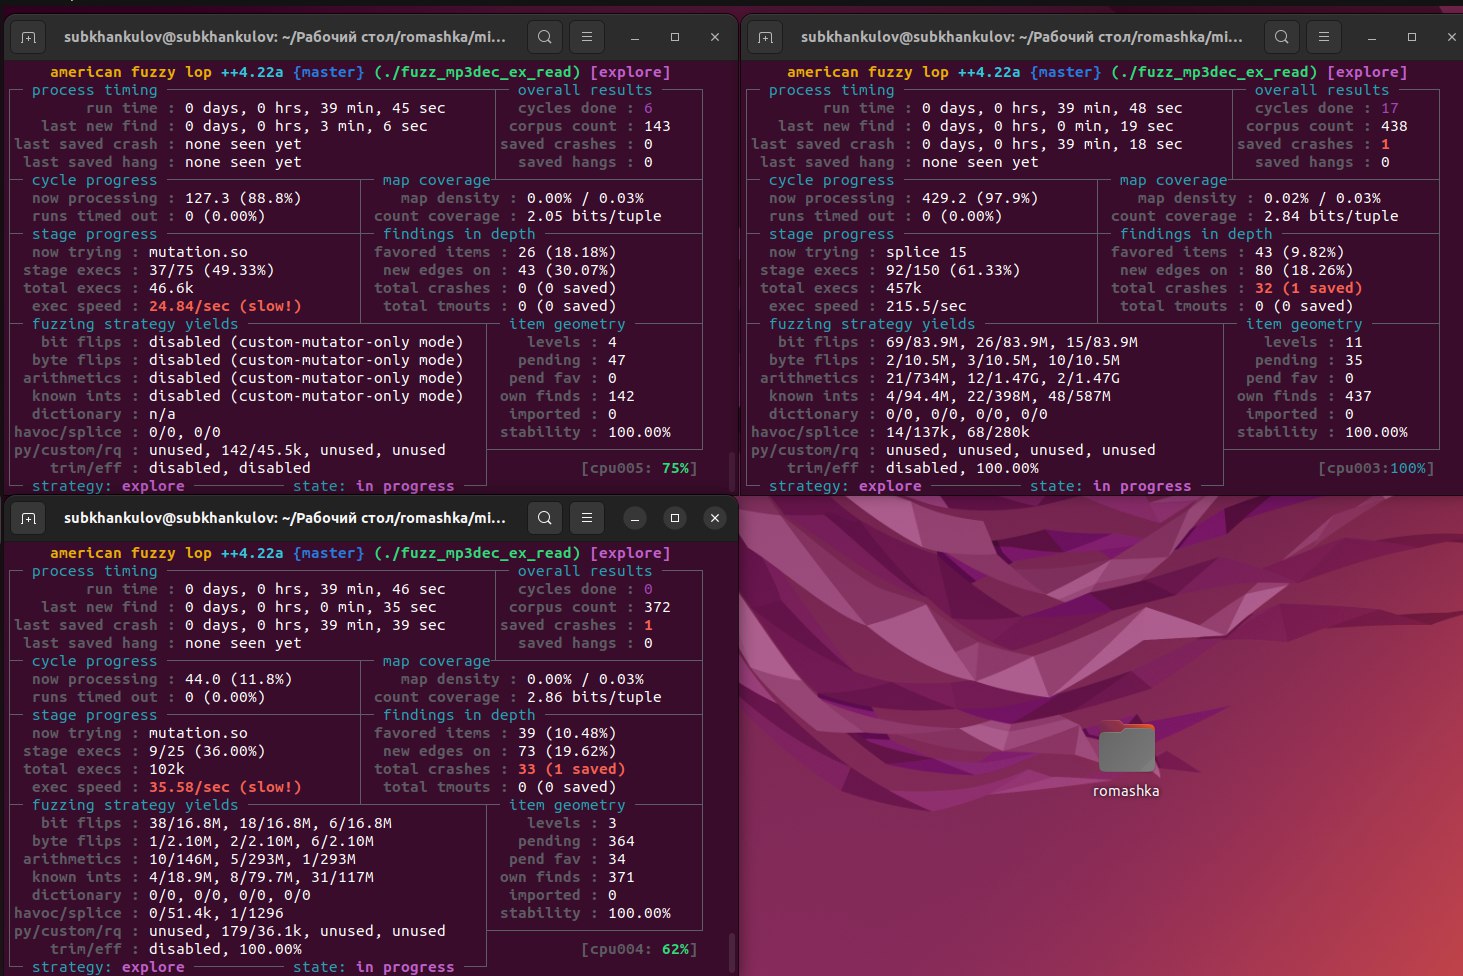 subkhankulov@subkhankulov: ~/Рабочий стол/romashka/mi...
american fuzzy lop ++4.22a {master} (./fuzz_mp3dec_ex_read) [explore]
process timing overall results
run time : 0 days, 0 hrs, 39 min, 45 sec cycles done : 6
last new find : 0 days, 0 hrs, 3 min, 6 sec corpus count : 143
last saved crash : none seen yet saved crashes : 0
last saved hang : none seen yet saved hangs : 0
cycle progress map coverage
now processing : 127.3 (88.8%) map density : 0.00% / 0.03%
runs timed out : 0 (0.00%) count coverage : 2.05 bits/tuple
stage progress findings in depth
now trying : mutation.so favored items : 26 (18.18%)
stage execs : 37/75 (49.33%) new edges on : 43 (30.07%)
total execs : 46.6k total crashes : 0 (0 saved)
exec speed : 24.84/sec (slow!) total tmouts : 0 (0 saved)
fuzzing strategy yields item geometry
bit flips : disabled (custom-mutator-only mode) levels : 4
byte flips : disabled (custom-mutator-only mode) pending : 47
arithmetics : disabled (custom-mutator-only mode) pend fav : 0
known ints : disabled (custom-mutator-only mode) own finds : 142
dictionary : n/a imported : 0
havoc/splice : 0/0, 0/0 stability : 100.00%
py/custom/rq : unused, 142/45.5k, unused, unused
trim/eff : disabled, disabled [cpu005: 75%]
strategy: explore state: in progress
subkhankulov@subkhankulov: ~/Рабочий стол/romashka/mi...
american fuzzy lop ++4.22a {master} (./fuzz_mp3dec_ex_read) [explore]
process timing overall results
run time : 0 days, 0 hrs, 39 min, 48 sec cycles done : 17
last new find : 0 days, 0 hrs, 0 min, 19 sec corpus count : 438
last saved crash : 0 days, 0 hrs, 39 min, 18 sec saved crashes : 1
last saved hang : none seen yet saved hangs : 0
cycle progress map coverage
now processing : 429.2 (97.9%) map density : 0.02% / 0.03%
runs timed out : 0 (0.00%) count coverage : 2.84 bits/tuple
stage progress findings in depth
now trying : splice 15 favored items : 43 (9.82%)
stage execs : 92/150 (61.33%) new edges on : 80 (18.26%)
total execs : 457k total crashes : 32 (1 saved)
exec speed : 215.5/sec total tmouts : 0 (0 saved)
fuzzing strategy yields item geometry
bit flips : 69/83.9M, 26/83.9M, 15/83.9M levels : 11
byte flips : 2/10.5M, 3/10.5M, 10/10.5M pending : 35
arithmetics : 21/734M, 12/1.47G, 2/1.47G pend fav : 0
known ints : 4/94.4M, 22/398M, 48/587M own finds : 437
dictionary : 0/0, 0/0, 0/0, 0/0 imported : 0
havoc/splice : 14/137k, 68/280k stability : 100.00%
py/custom/rq : unused, unused, unused, unused
trim/eff : disabled, 100.00% [cpu003:100%]
strategy: explore state: in progress
subkhankulov@subkhankulov: ~/Рабочий стол/romashka/mi...
american fuzzy lop ++4.22a {master} (./fuzz_mp3dec_ex_read) [explore]
process timing overall results
run time : 0 days, 0 hrs, 39 min, 46 sec cycles done : 0
last new find : 0 days, 0 hrs, 0 min, 35 sec corpus count : 372
last saved crash : 0 days, 0 hrs, 39 min, 39 sec saved crashes : 1
last saved hang : none seen yet saved hangs : 0
cycle progress map coverage
now processing : 44.0 (11.8%) map density : 0.00% / 0.03%
runs timed out : 0 (0.00%) count coverage : 2.86 bits/tuple
stage progress findings in depth
now trying : mutation.so favored items : 39 (10.48%)
stage execs : 9/25 (36.00%) new edges on : 73 (19.62%)
total execs : 102k total crashes : 33 (1 saved)
exec speed : 35.58/sec (slow!) total tmouts : 0 (0 saved)
fuzzing strategy yields item geometry
bit flips : 38/16.8M, 18/16.8M, 6/16.8M levels : 3
byte flips : 1/2.10M, 2/2.10M, 6/2.10M pending : 364
arithmetics : 10/146M, 5/293M, 1/293M pend fav : 34
known ints : 4/18.9M, 8/79.7M, 31/117M own finds : 371
dictionary : 0/0, 0/0, 0/0, 0/0 imported : 0
havoc/splice : 0/51.4k, 1/1296 stability : 100.00%
py/custom/rq : unused, 179/36.1k, unused, unused
trim/eff : disabled, 100.00% [cpu004: 62%]
strategy: explore state: in progress
romashka